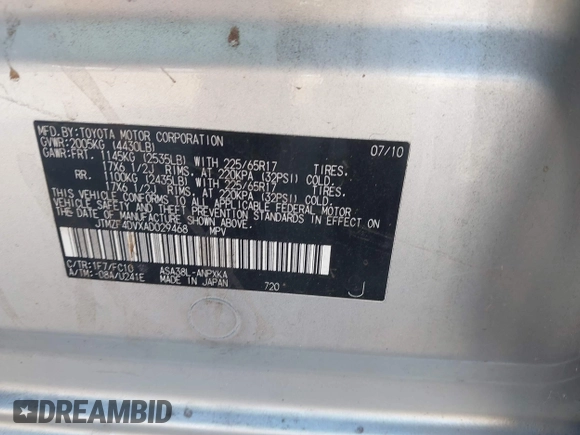 MFD.BY:TOYOTA MOTOR CORPORATION 07/10
GVWR:2005KG (4430LB)
GAWR:FRT. 1145KG (2535LB) WITH 225/65R17 TIRES,
17X6 1/2J RIMS, AT 220KPA (32PSI) COLD.
RR. 1100KG (2435LB) WITH 225/65R17 TIRES,
17X6 1/2J RIMS, AT 220KPA (32PSI) COLD.
THIS VEHICLE CONFORMS TO ALL APPLICABLE FEDERAL MOTOR
VEHICLE SAFETY AND THEFT PREVENTION STANDARDS IN EFFECT ON
THE DATE OF MANUFACTURE SHOWN ABOVE.
JTMZF4DVXAD029468 MPV
C/TR:1F7/FC10 ASA38L-ANPXKA
A/TM:-08A/U241E MADE IN JAPAN 720 J
DREAMBID